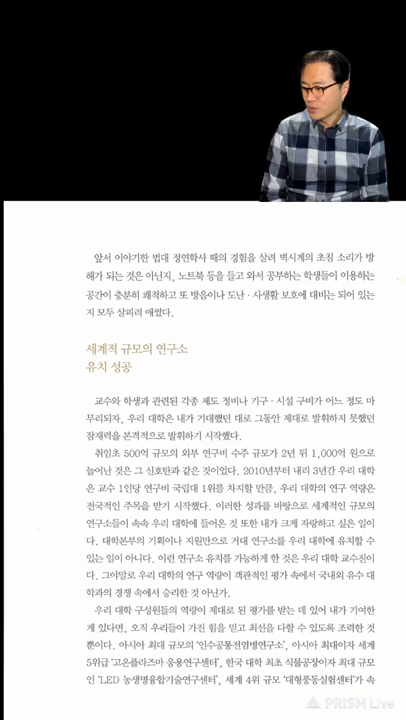 앞서 이야기한 법대 정연학사 때의 경험을 살려 벽시계의 초침 소리가 방
해가 되는 것은 아닌지, 노트북 등을 들고 와서 공부하는 학생들이 이용하는
공간이 충분히 쾌적하고 또 방음이나 도난·사생활 보호에 대비는 되어 있는
지 모두 살피려 애썼다.
세계적 규모의 연구소
유치 성공
교수와 학생과 관련된 각종 제도 정비나 기구·시설 구비가 어느 정도 마
무리되자, 우리 대학은 내가 기대했던 대로 그동안 제대로 발휘하지 못했던
잠재력을 본격적으로 발휘하기 시작했다.
취임초 500억 규모의 외부 연구비 수주 규모가 2년 뒤 1,000억 원으로
늘어난 것은 그 신호탄과 같은 것이었다. 2010년부터 내리 3년간 우리 대학
은 교수 1인당 연구비 국립대 1위를 차지할 만큼, 우리 대학의 연구 역량은
전국적인 주목을 받기 시작했다. 이러한 성과를 바탕으로 세계적인 규모의
연구소들이 속속 우리 대학에 들어온 것 또한 내가 크게 자랑하고 싶은 일이
다. 대학본부의 기획이나 지원만으로 거대 연구소를 우리 대학에 유치할 수
있는 일이 아니다. 이런 연구소 유치를 가능하게 한 것은 우리 대학 교수진이
다. 그야말로 우리 대학의 연구 역량이 객관적인 평가 속에서 국내외 유수 대
학과의 경쟁 속에서 승리한 것 아닌가.
우리 대학 구성원들의 역량이 제대로 된 평가를 받는 데 있어 내가 기여한
게 있다면, 오직 우리들이 가진 힘을 믿고 최선을 다할 수 있도록 조력한 것
뿐이다. 아시아 최대 규모의 '인수공통전염병연구소', 아시아 최대이자 세계
5위급 '고온플라즈마 응용연구센터', 한국 대학 최초 식물공장이자 최대 규모
인 'LED 농생명융합기술연구센터', 세계 4위 규모 '대형풍동실험센터'가 속
PRISM Live